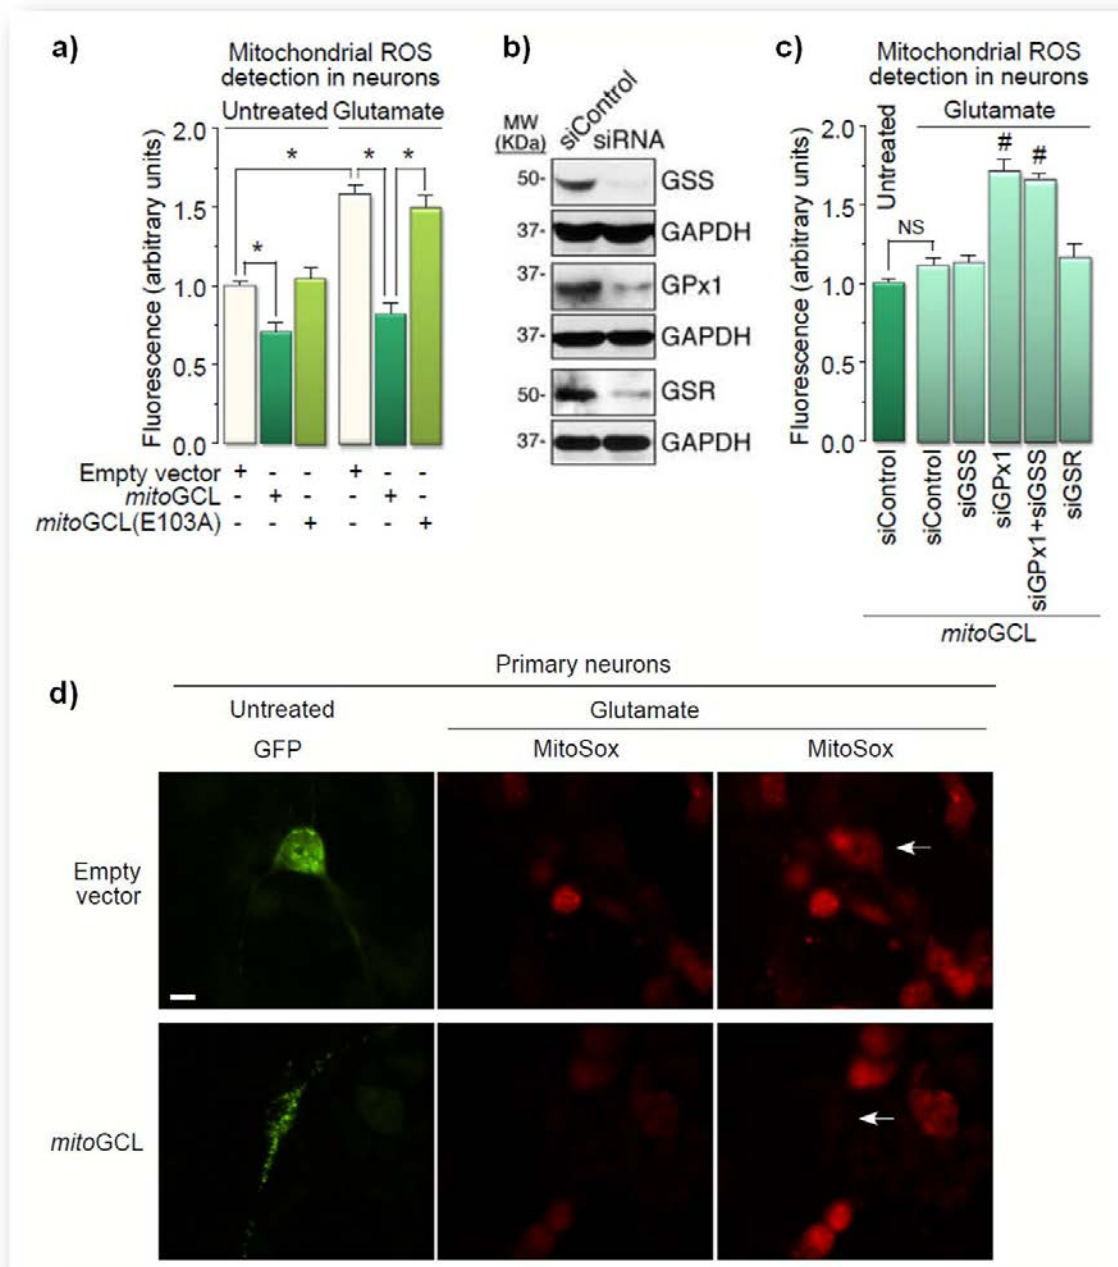 a)
Mitochondrial ROS
detection in neurons
Untreated Glutamate
Fluorescence (arbitrary units)
2.0
1.5
1.0
0.5
0.0
* * *
*
Empty vector + - - + - -
mitoGCL - + - - + -
mitoGCL(E103A) - - + - - +
b)
MW
(KDa)
siControl
siRNA
50- GSS
37- GAPDH
37- GPx1
37- GAPDH
50- GSR
37- GAPDH
c)
Mitochondrial ROS
detection in neurons
Untreated
Glutamate
Fluorescence (arbitrary units)
2.0
1.5
1.0
0.5
0.0
NS
# #
siControl
siControl
siGSS
siGPx1
siGPx1+siGSS
siGSR
mitoGCL
d)
Primary neurons
Untreated Glutamate
GFP MitoSox MitoSox
Empty
vector
mitoGCL